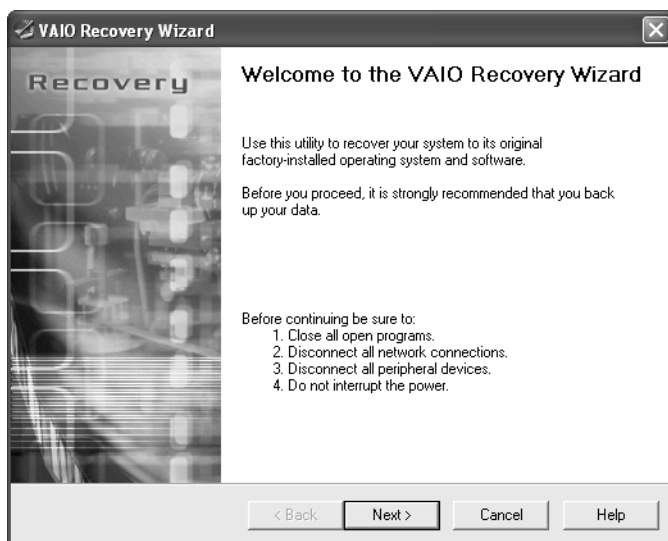 VAIO Recovery Wizard
Recovery
Welcome to the VAIO Recovery Wizard
Use this utility to recover your system to its original
factory-installed operating system and software.
Before you proceed, it is strongly recommended that you back
up your data.
Before continuing be sure to:
1. Close all open programs.
2. Disconnect all network connections.
3. Disconnect all peripheral devices.
4. Do not interrupt the power.
< Back
Next >
Cancel
Help